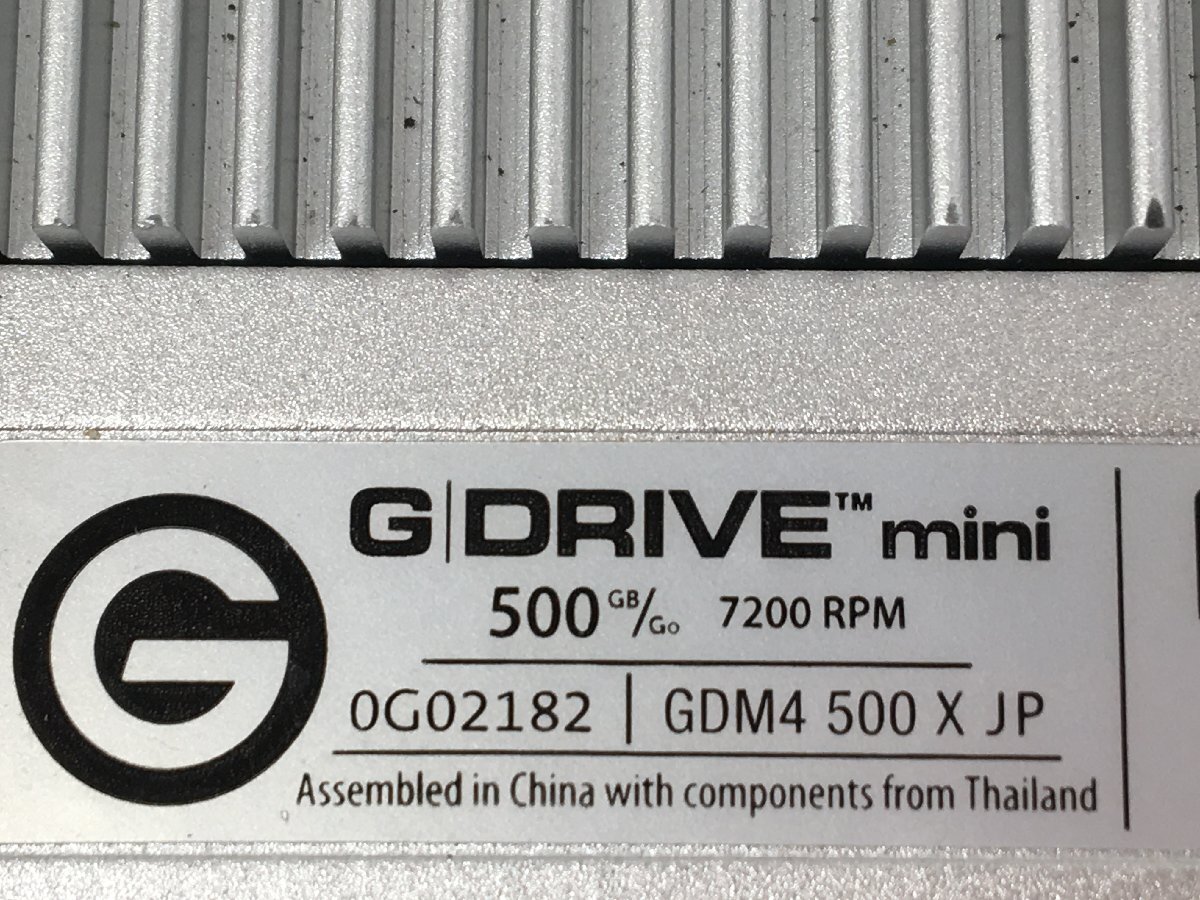 G|DRIVE™ mini
500 GB/Go 7200 RPM
0G02182 | GDM4 500 X JP
Assembled in China with components from Thailand